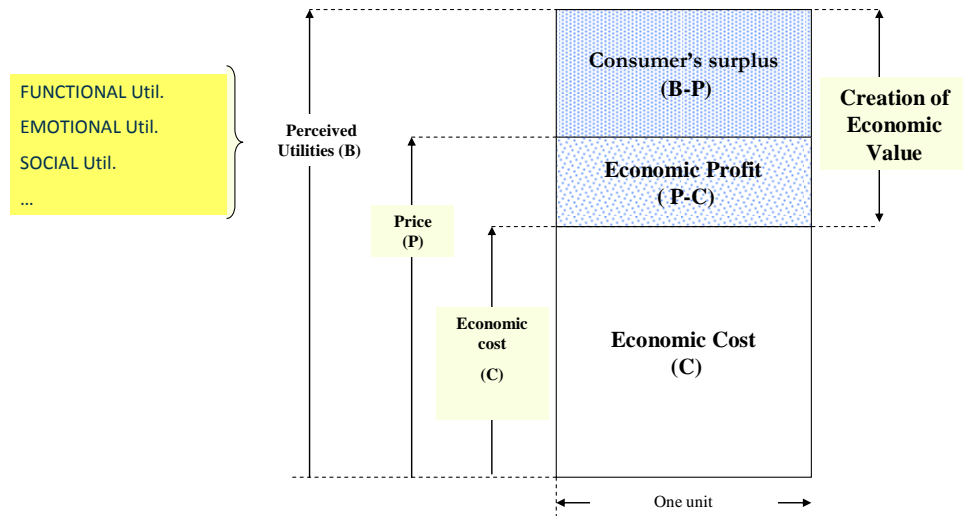 FUNCTIONAL Util.
EMOTIONAL Util.
SOCIAL Util.
...
Perceived
Utilities (B)
Price
(P)
Economic
cost
(C)
Consumer's surplus
(B-P)
Economic Profit
( P-C)
Economic Cost
(C)
Creation of
Economic
Value
One unit